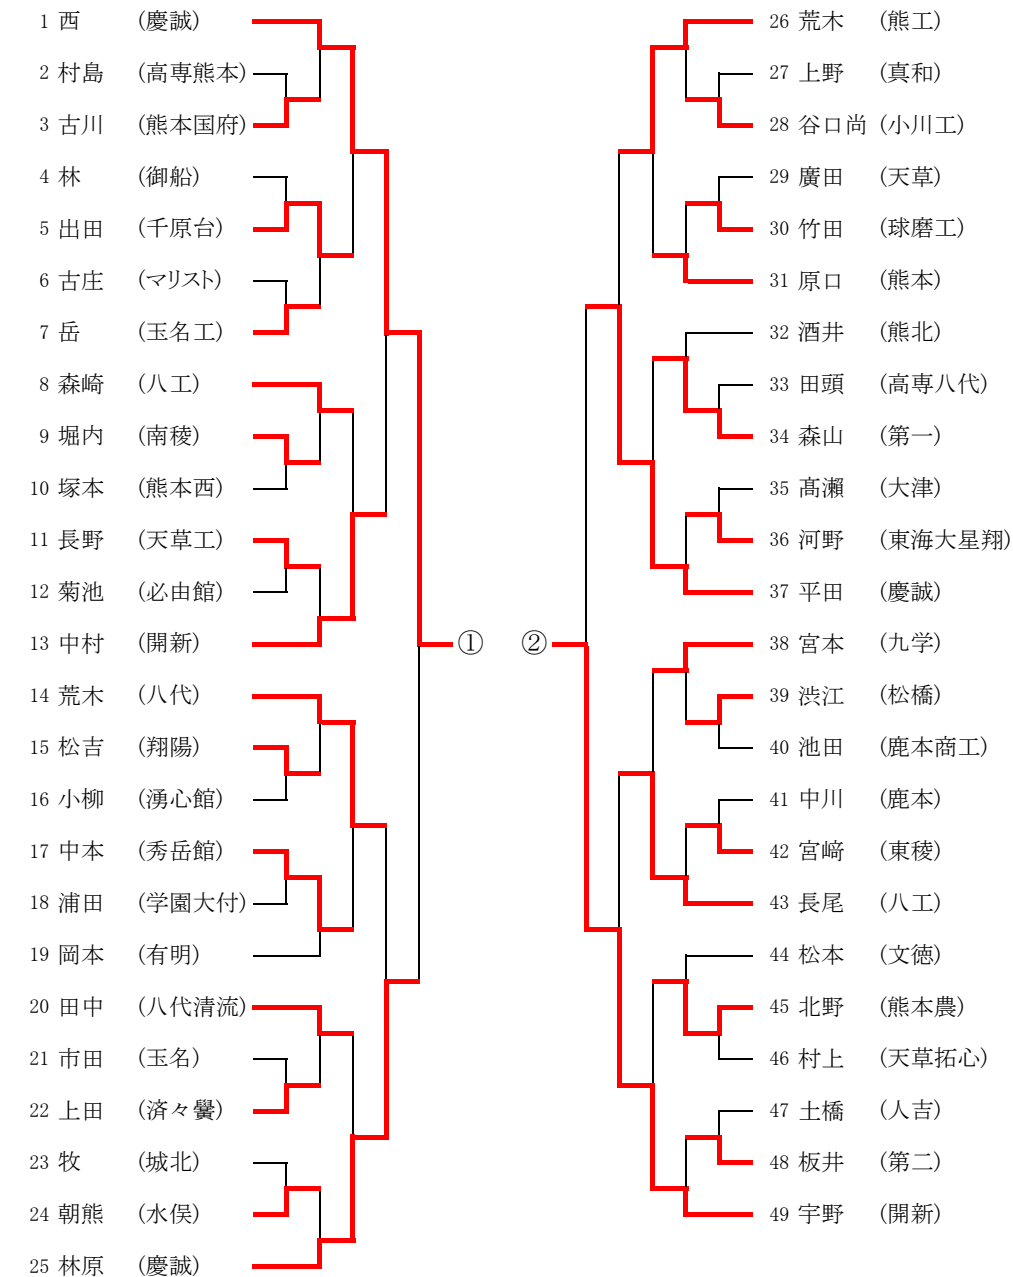 1 西 (慶誠)
2 村島 (高専熊本)
3 古川 (熊本国府)
4 林 (御船)
5 出田 (千原台)
6 古庄 (マリスト)
7 岳 (玉名工)
8 森崎 (八工)
9 堀内 (南稜)
10 塚本 (熊本西)
11 長野 (天草工)
12 菊池 (必由館)
13 中村 (開新)
14 荒木 (八代)
15 松吉 (翔陽)
16 小柳 (湧心館)
17 中本 (秀岳館)
18 浦田 (学園大付)
19 岡本 (有明)
20 田中 (八代清流)
21 市田 (玉名)
22 上田 (済々黌)
23 牧 (城北)
24 朝熊 (水俣)
25 林原 (慶誠)
① ②
26 荒木 (熊工)
27 上野 (真和)
28 谷口尚 (小川工)
29 廣田 (天草)
30 竹田 (球磨工)
31 原口 (熊本)
32 酒井 (熊北)
33 田頭 (高専八代)
34 森山 (第一)
35 髙瀨 (大津)
36 河野 (東海大星翔)
37 平田 (慶誠)
38 宮本 (九学)
39 渋江 (松橋)
40 池田 (鹿本商工)
41 中川 (鹿本)
42 宮﨑 (東稜)
43 長尾 (八工)
44 松本 (文徳)
45 北野 (熊本農)
46 村上 (天草拓心)
47 土橋 (人吉)
48 板井 (第二)
49 宇野 (開新)